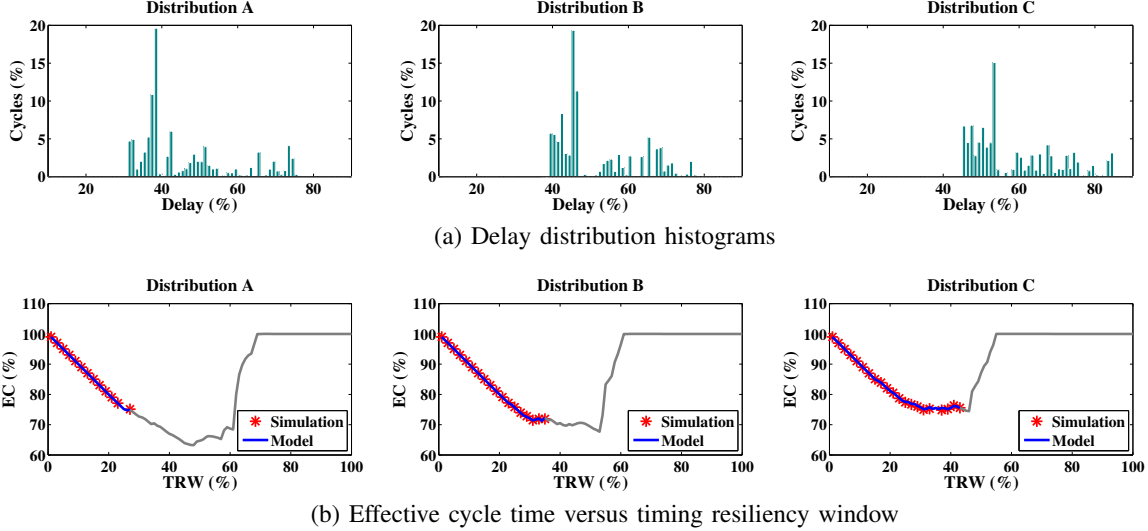 Distribution A
Distribution B
Distribution C
Cycles (%)
20
15
10
5
0
20
40
60
80
Delay (%)
Cycles (%)
20
15
10
5
0
20
40
60
80
Delay (%)
Cycles (%)
20
15
10
5
0
20
40
60
80
Delay (%)
(a) Delay distribution histograms
Distribution A
Distribution B
Distribution C
EC (%)
110
100
90
80
70
60
0
20
40
60
80
100
TRW (%)
Simulation
Model
EC (%)
110
100
90
80
70
60
0
20
40
60
80
100
TRW (%)
Simulation
Model
EC (%)
110
100
90
80
70
60
0
20
40
60
80
100
TRW (%)
Simulation
Model
(b) Effective cycle time versus timing resiliency window